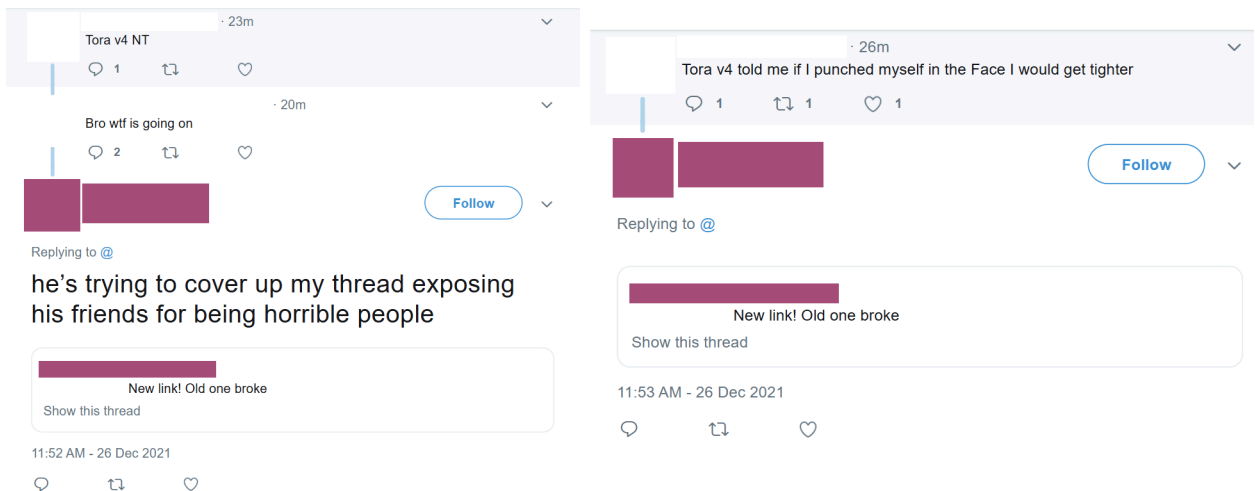 · 23m
Tora v4 NT
1
· 20m
Bro wtf is going on
2
Follow
Replying to @
he's trying to cover up my thread exposing
his friends for being horrible people
New link! Old one broke
Show this thread
11:52 AM - 26 Dec 2021
· 26m
Tora v4 told me if I punched myself in the Face I would get tighter
1 1 1
Follow
Replying to @
New link! Old one broke
Show this thread
11:53 AM - 26 Dec 2021